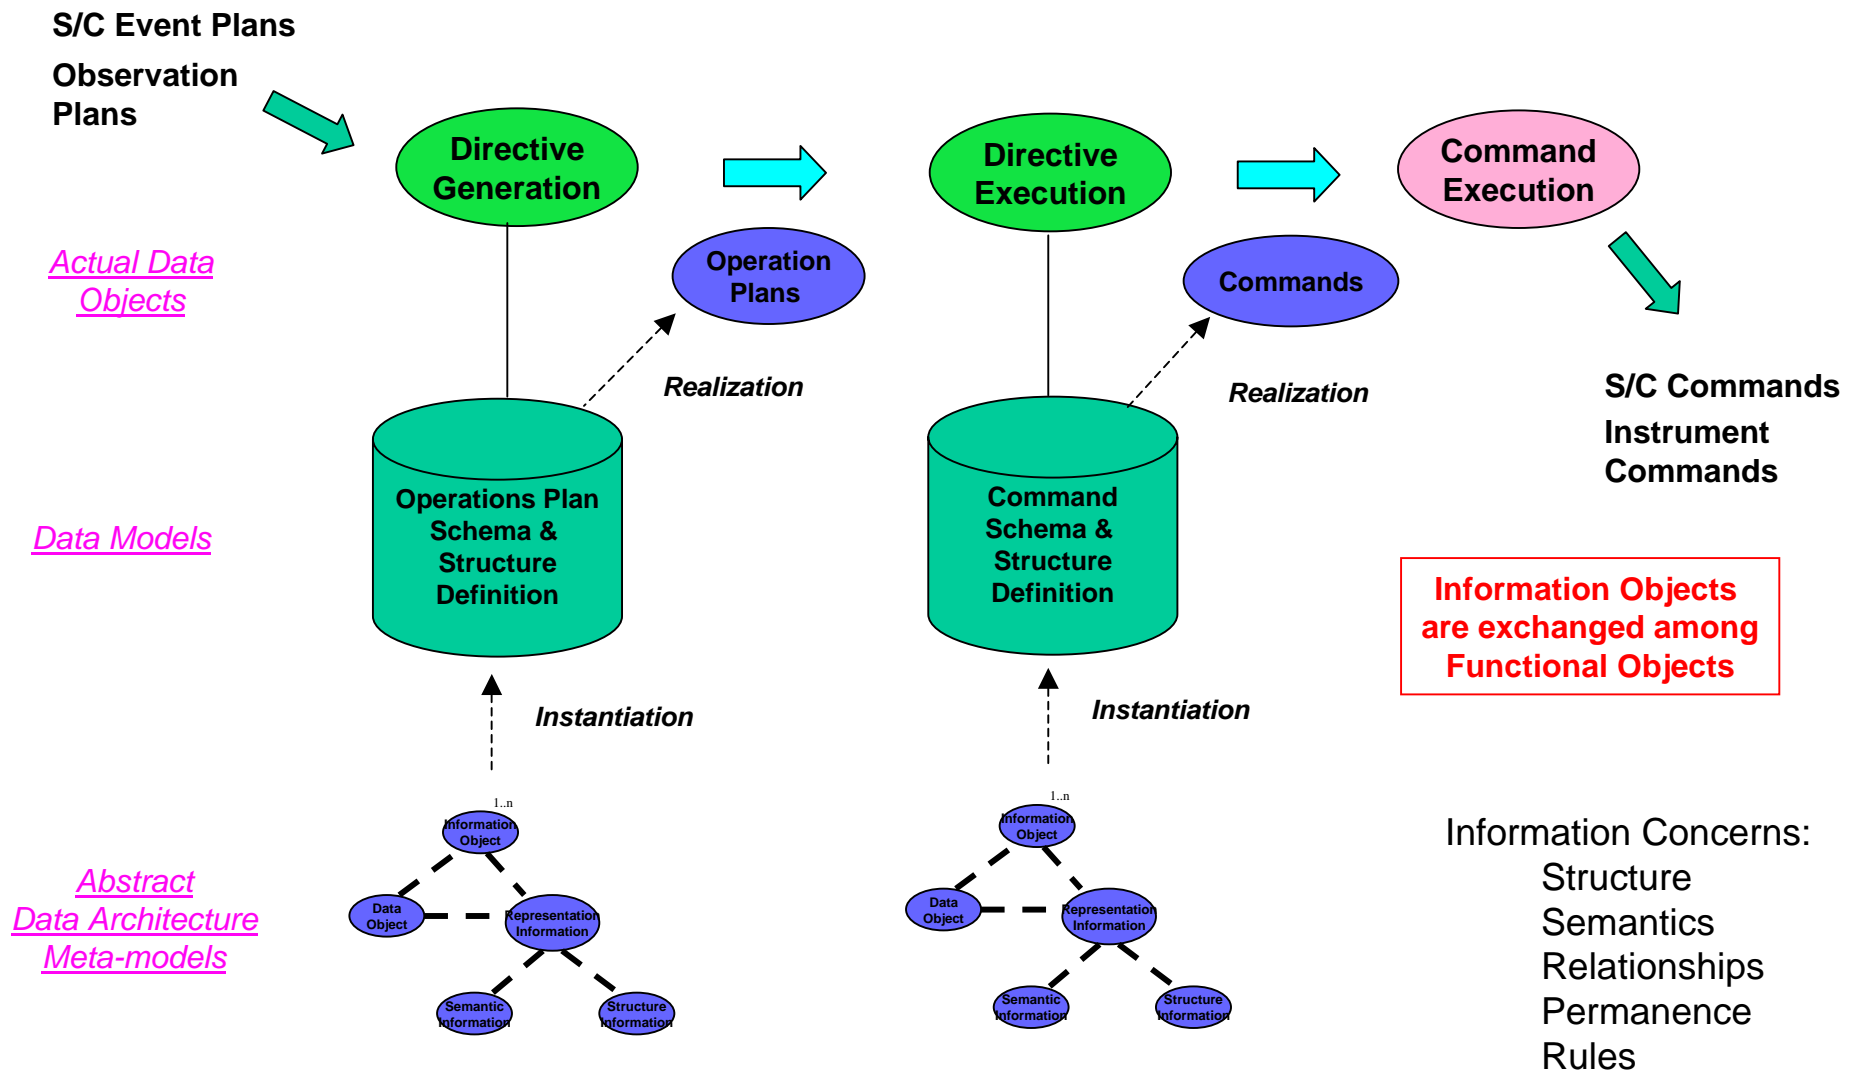 S/C Event Plans
Observation
Plans
Directive
Generation
Directive
Execution
Command
Execution
Actual Data
Objects
Operation
Plans
Commands
Realization
Realization
S/C Commands
Instrument
Commands
Data Models
Operations Plan
Schema &
Structure
Definition
Command
Schema &
Structure
Definition
Information Objects
are exchanged among
Functional Objects
Instantiation
Instantiation
Abstract
Data Architecture
Meta-models
1..n
Information
Object
Data
Object
Representation
Information
Semantic
Information
Structure
Information
1..n
Information
Object
Data
Object
Representation
Information
Semantic
Information
Structure
Information
Information Concerns:
Structure
Semantics
Relationships
Permanence
Rules